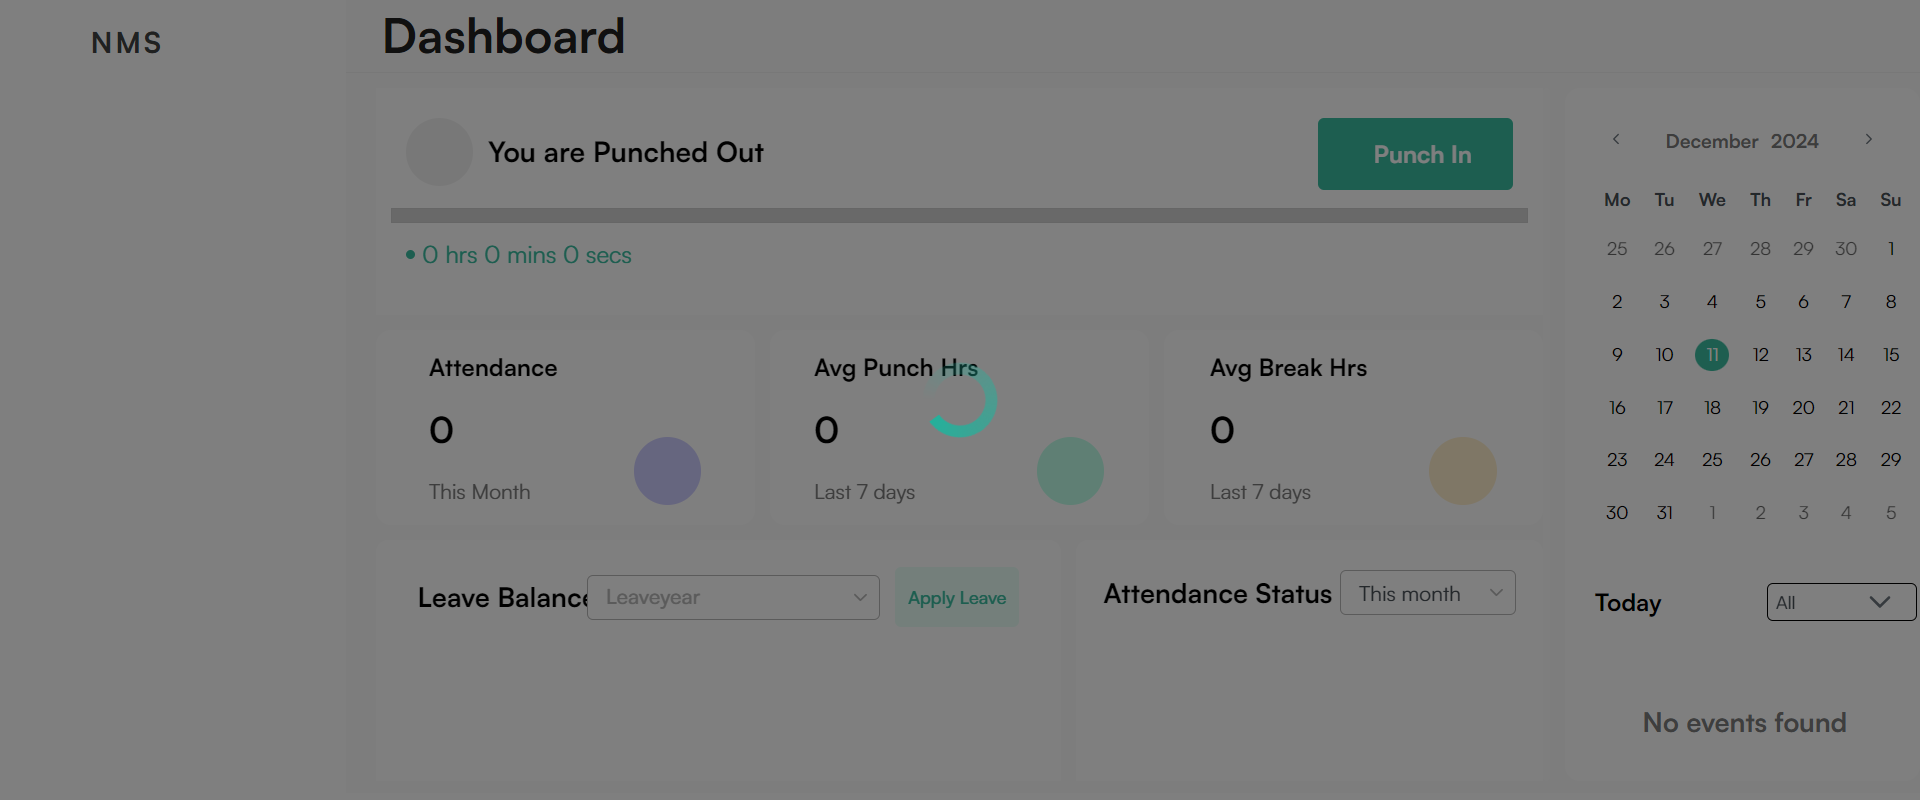 NMS
Dashboard
You are Punched Out
Punch In
0 hrs 0 mins 0 secs
Attendance
0
This Month
Avg Punch Hrs
0
Last 7 days
Avg Break Hrs
0
Last 7 days
Leave Balance
Leaveyear
Apply Leave
Attendance Status
This month
December 2024
Mo Tu We Th Fr Sa Su
25 26 27 28 29 30 1
2 3 4 5 6 7 8
9 10 11 12 13 14 15
16 17 18 19 20 21 22
23 24 25 26 27 28 29
30 31 1 2 3 4 5
Today
All
No events found